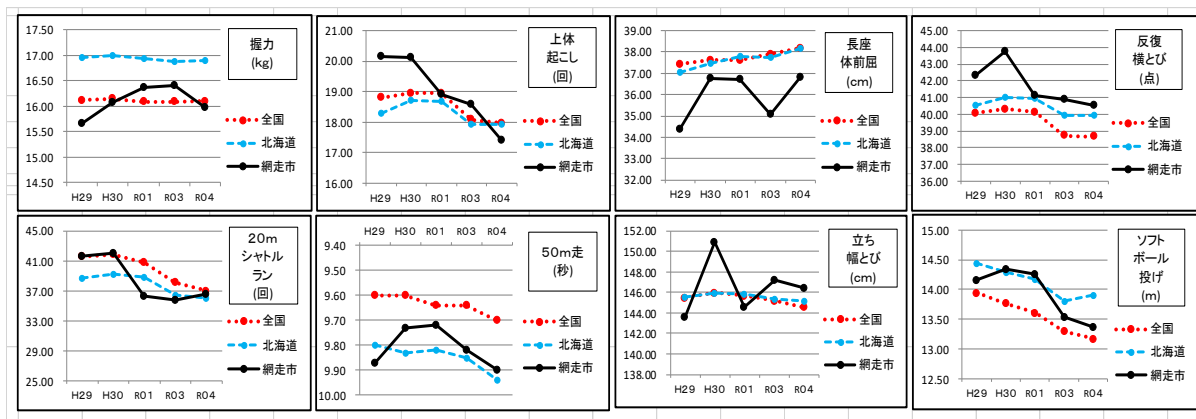 握力
(kg)
17.50
17.00
16.50
16.00
15.50
15.00
14.50
全国
北海道
網走市
H29 H30 R01 R03 R04
上体
起こし
(回)
21.00
20.00
19.00
18.00
17.00
16.00
全国
北海道
網走市
H29 H30 R01 R03 R04
長座
体前屈
(cm)
39.00
38.00
37.00
36.00
35.00
34.00
33.00
32.00
全国
北海道
網走市
H29 H30 R01 R03 R04
反復
横とび
(点)
45.00
44.00
43.00
42.00
41.00
40.00
39.00
38.00
37.00
36.00
全国
北海道
網走市
H29 H30 R01 R03 R04
20m
シャトル
ラン
(回)
45.00
41.00
37.00
33.00
29.00
25.00
全国
北海道
網走市
H29 H30 R01 R03 R04
H29 H30 R01 R03 R04
50m走
(秒)
9.40
9.50
9.60
9.70
9.80
9.90
10.00
全国
北海道
網走市
立ち
幅とび
(cm)
152.00
150.00
148.00
146.00
144.00
142.00
140.00
138.00
全国
北海道
網走市
H29 H30 R01 R03 R04
ソフト
ボール
投げ
(m)
15.00
14.50
14.00
13.50
13.00
12.50
全国
北海道
網走市
H29 H30 R01 R03 R04